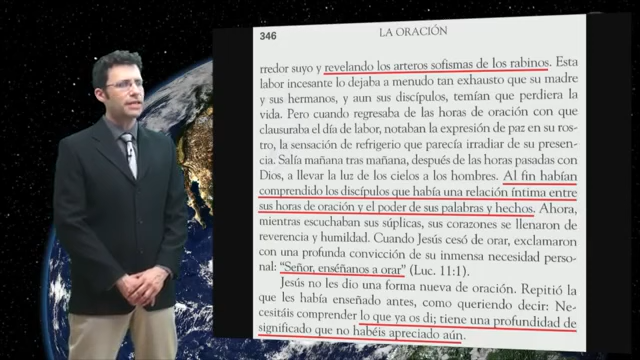 346
LA ORACIÓN
rredor suyo y revelando los arteros sofismas de los rabinos. Esta
labor incesante lo dejaba a menudo tan exhausto que su madre
y sus hermanos, y aun sus discípulos, temían que perdiera la
vida. Pero cuando regresaba de las horas de oración con que
clausuraba el día de labor, notaban la expresión de paz en su ros-
tro, la sensación de refrigerio que parecía irradiar de su presen-
cia. Salía mañana tras mañana, después de las horas pasadas con
Dios, a llevar la luz de los cielos a los hombres. Al fin habían
comprendido los discípulos que había una relación íntima entre
sus horas de oración y el poder de sus palabras y hechos. Ahora,
mientras escuchaban sus súplicas, sus corazones se llenaron de
reverencia y humildad. Cuando Jesús cesó de orar, exclamaron
con una profunda convicción de su inmensa necesidad perso-
nal: “Señor, enséñanos a orar” (Luc. 11:1).
Jesús no les dio una forma nueva de oración. Repitió la
que les había enseñado antes, como queriendo decir: Ne-
cesitáis comprender lo que ya os di; tiene una profundidad de
significado que no habéis apreciado aún.